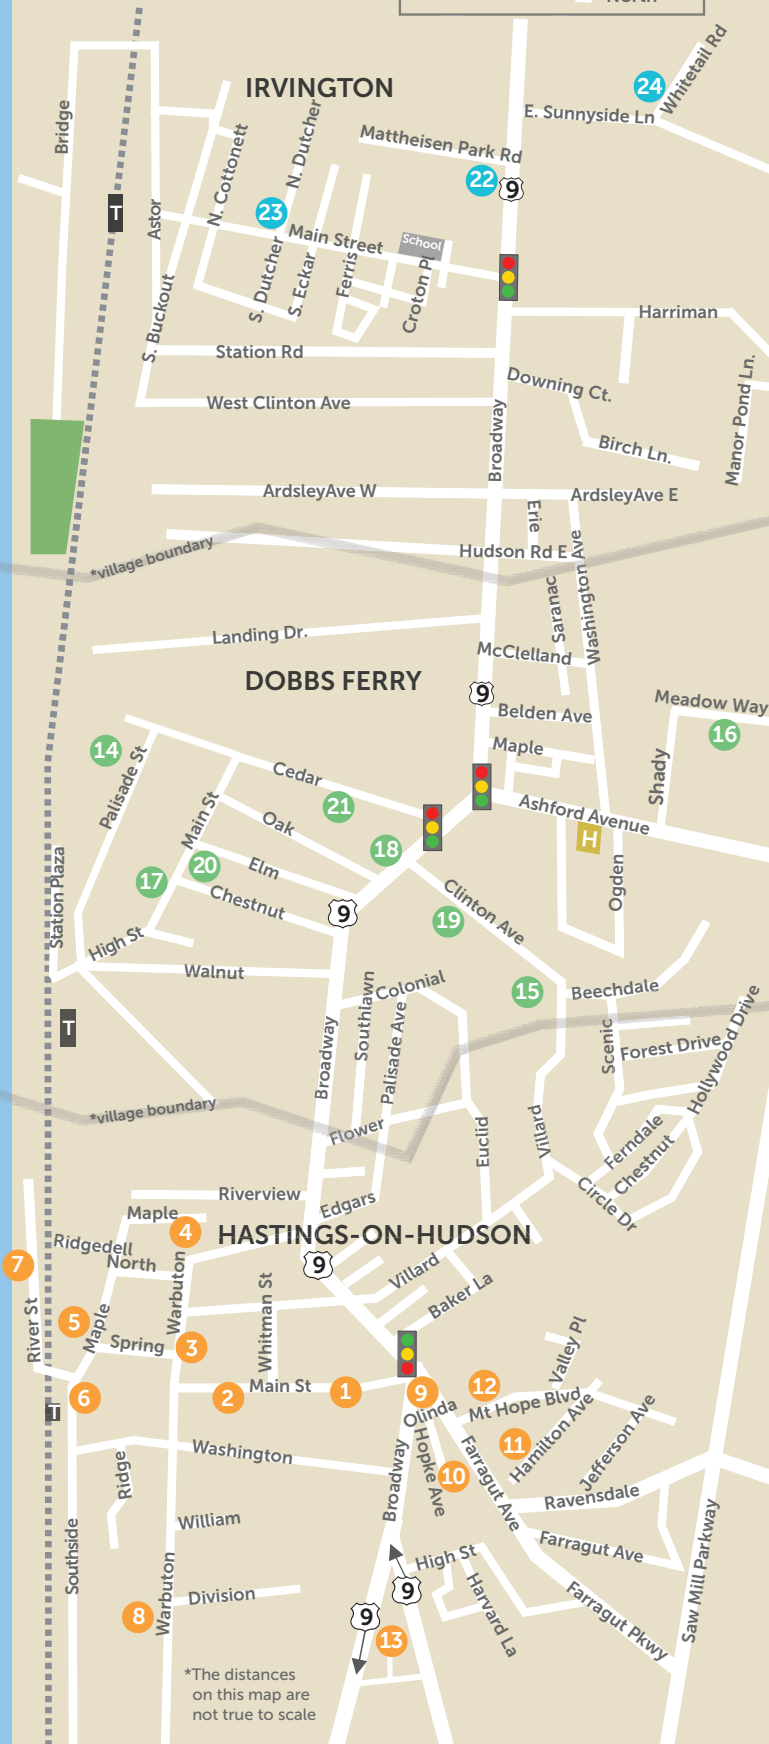 NORTH
Whitetail Rd
24
IRVINGTON
E. Sunnyside Ln
Bridge
Mattheisen Park Rd
N. Dutcher
N. Cottonett
22
9
T
Astor
23
Main Street
School
S. Dutcher
S. Eckar
Ferris
Croton Pl
S. Buckout
Harriman
Station Rd
Downing Ct.
Manor Pond Ln.
West Clinton Ave
Broadway
Birch Ln.
ArdsleyAve W
ArdsleyAve E
Erie
*village boundary
Hudson Rd E
Washington Ave
Saranac
Landing Dr.
McClelland
DOBBS FERRY
9
Meadow Way
Belden Ave
16
14
Maple
Palisade St
Cedar
Shady
Main St
21
Ashford Avenue
Oak
H
18
20
Elm
17
Ogden
Station Plaza
Chestnut
9
Clinton Ave
19
High St
Walnut
Colonial
15
Beechdale
T
Southlawn
Palisade Ave
Broadway
Scenic
Forest Drive
Hollywood Drive
*village boundary
Flower
Euclid
Villard
Ferndale
Chestnut
Riverview
Edgars
Circle Dr
Maple
4
HASTINGS-ON-HUDSON
Ridgedell
North
7
9
Villard
Warbuton
Baker La
River St
5
Maple
Spring
3
Whitman St
Valley Pl
6
2
Main St
1
9
12
T
Olinda
Mt Hope Blvd
Hopke Ave
11
Hamilton Ave
Jefferson Ave
Washington
10
Farragut Ave
Ridge
Broadway
Ravensdale
William
Farragut Ave
Southside
High St
Saw Mill Parkway
Warbuton
Division
9
Harvard La
Farragut Pkwy
8
9
13
*The distances
on this map are
not true to scale